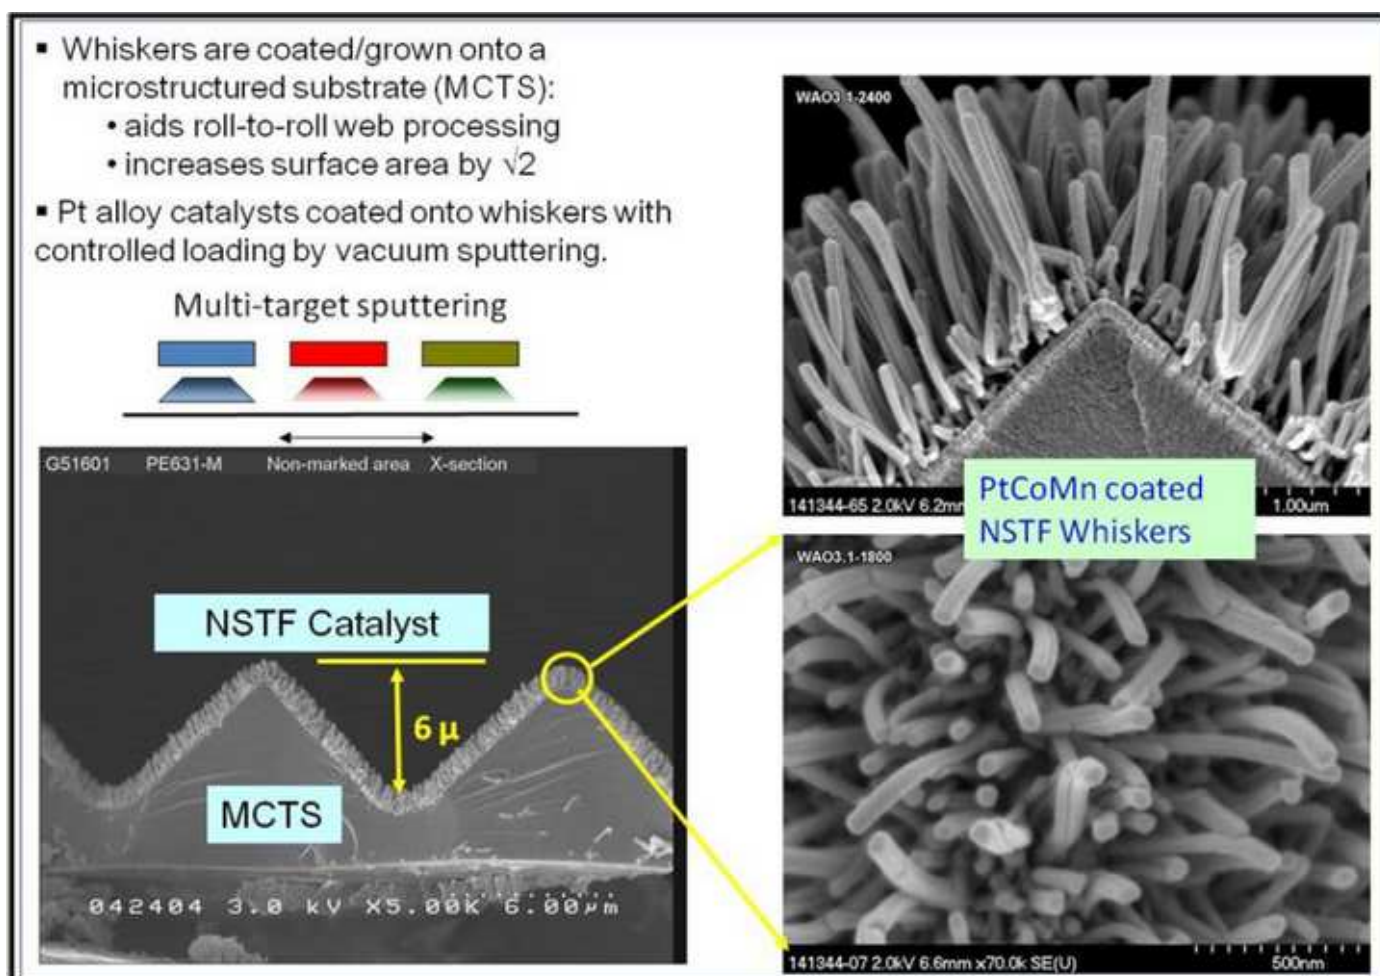 ▪ Whiskers are coated/grown onto a
microstructured substrate (MCTS):
• aids roll-to-roll web processing
• increases surface area by √2
▪ Pt alloy catalysts coated onto whiskers with
controlled loading by vacuum sputtering.
Multi-target sputtering
G51601 PE631-M Non-marked area X-section
NSTF Catalyst
6 µ
MCTS
042404 3.0 kV X5.00k 6.00µm
WAO3.1-2400
141344-65 2.0kV 6.2mm
1.00um
PtCoMn coated
NSTF Whiskers
WAO3.1-1800
141344-07 2.0kV 6.6mm x70.0k SE(U) 500nm